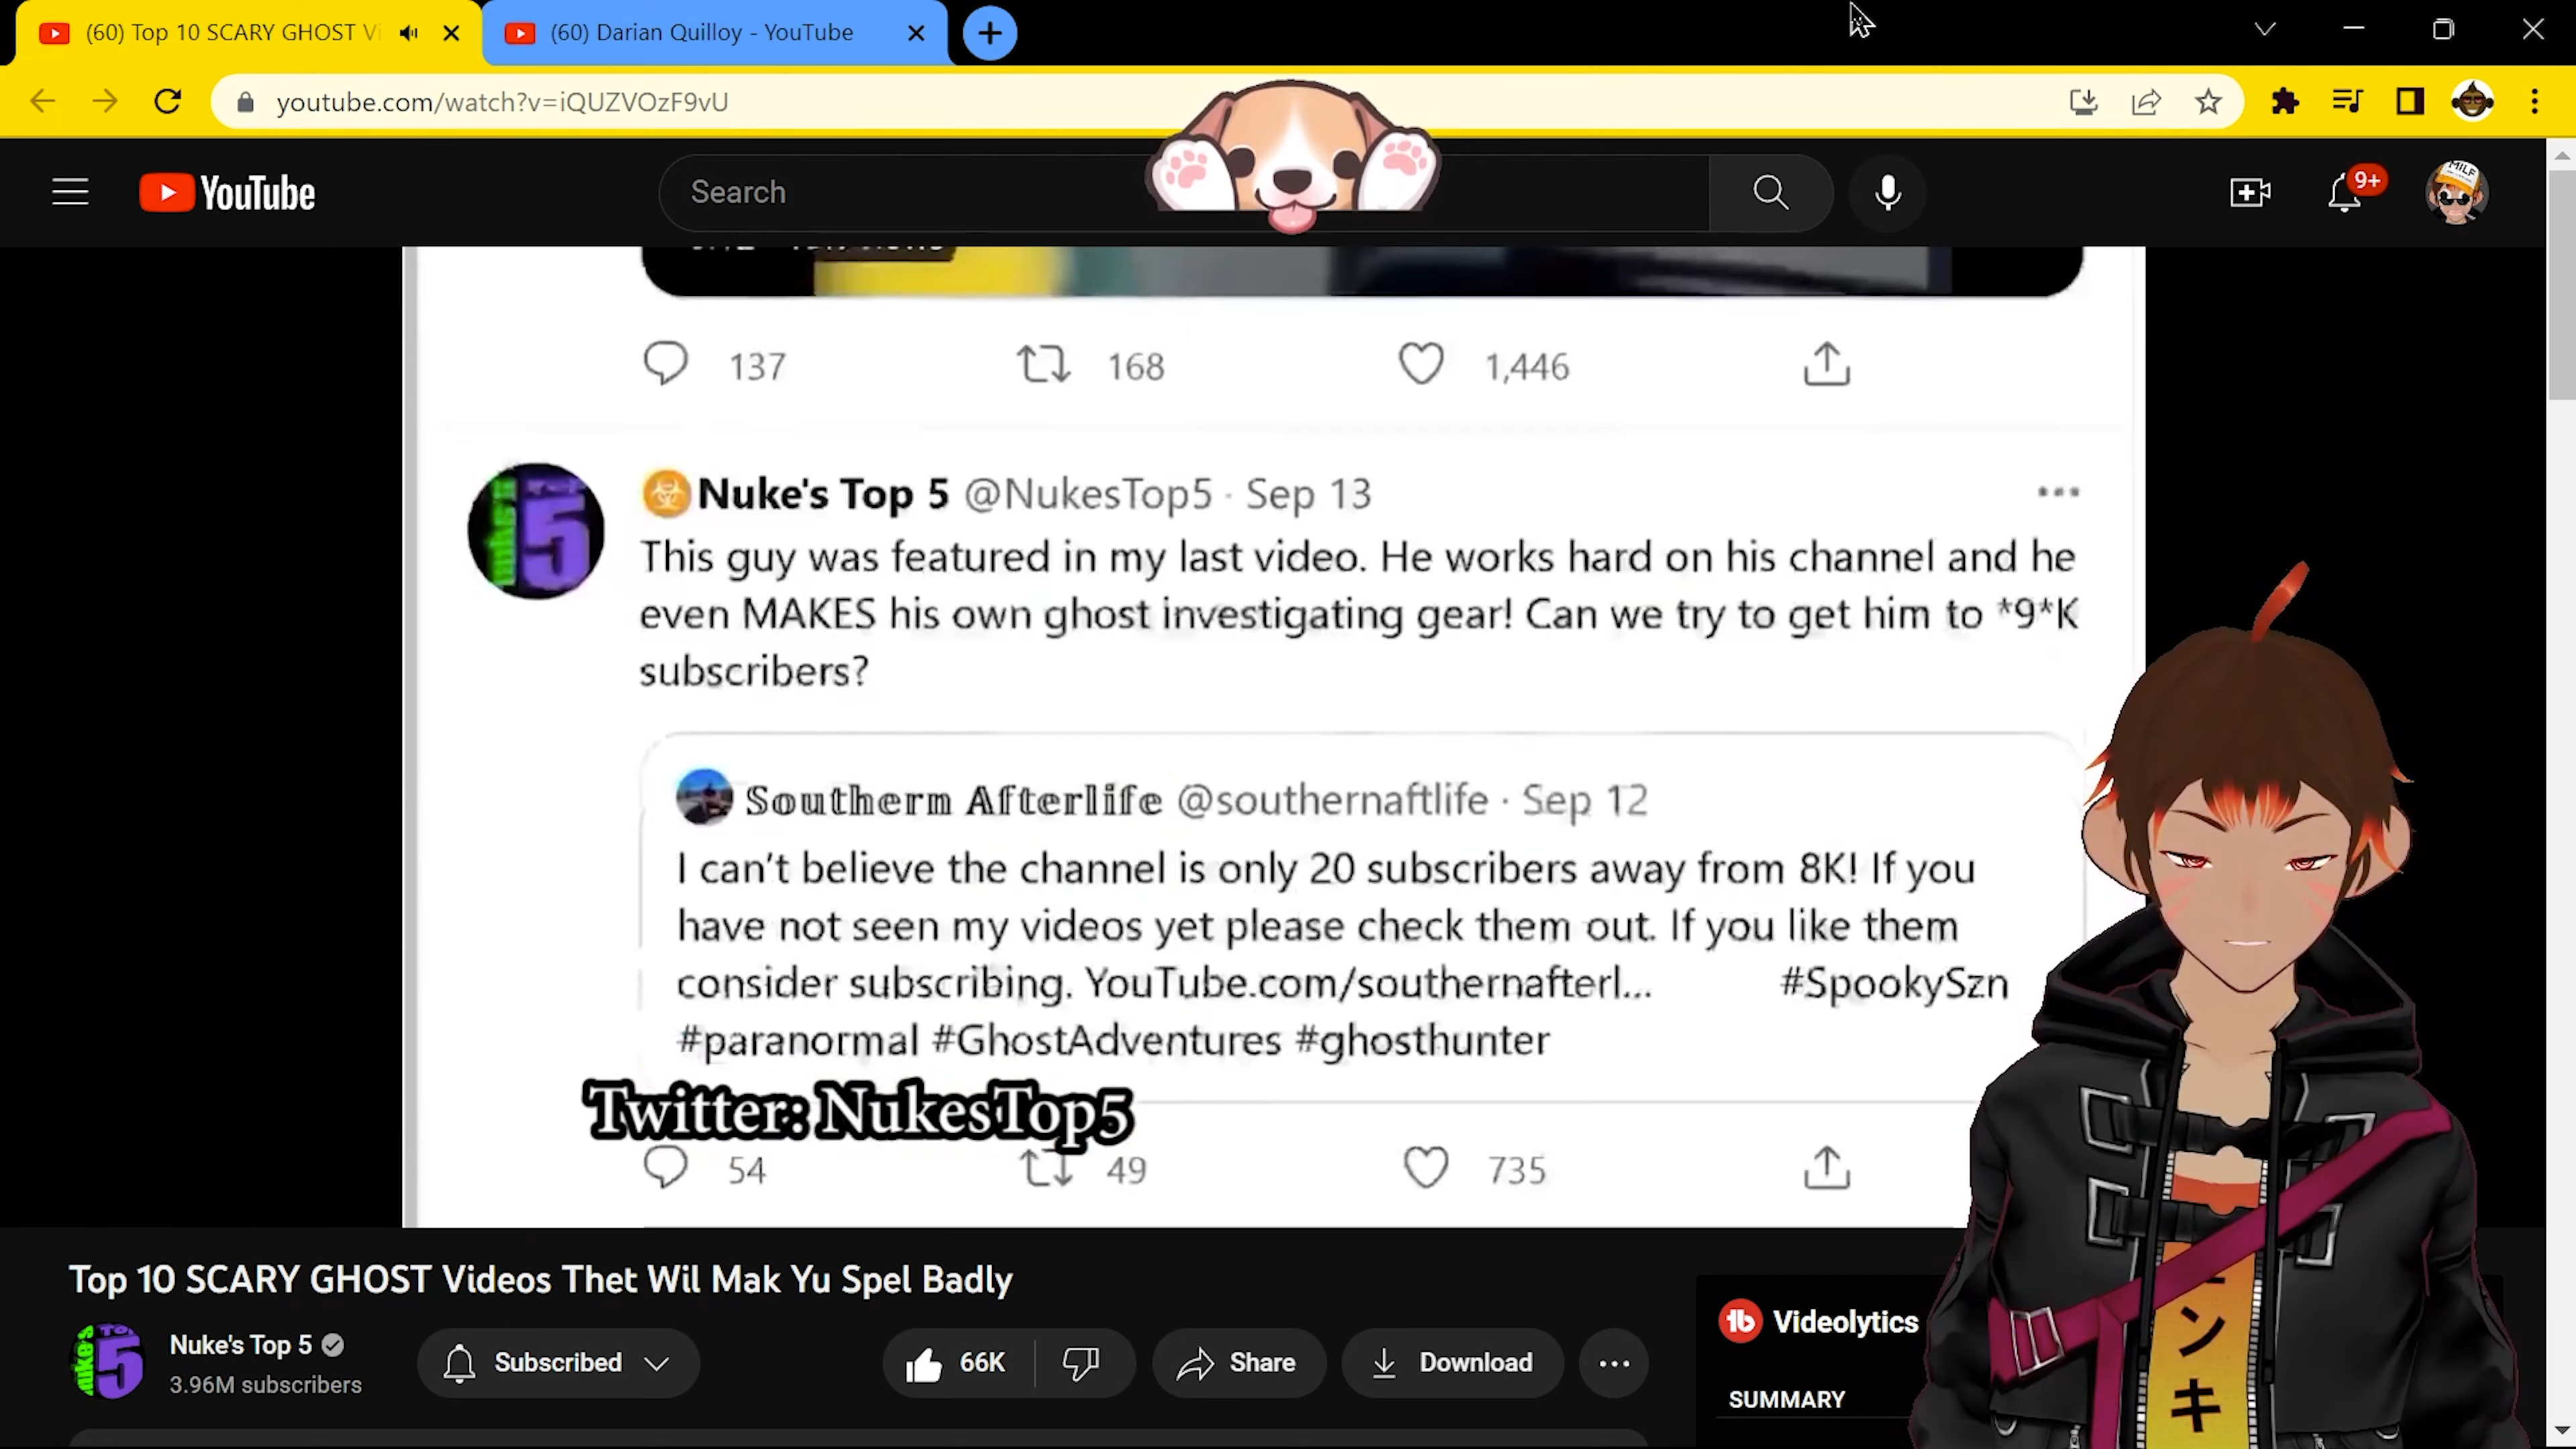 (60) Top 10 SCARY GHOST Vi
(60) Darian Quilloy - YouTube
youtube.com/watch?v=iQUZVOzF9vU
YouTube
Search
9+
MILF
137 168 1,446
Nuke's Top 5 @NukesTop5 · Sep 13
This guy was featured in my last video. He works hard on his channel and he
even MAKES his own ghost investigating gear! Can we try to get him to *9*K
subscribers?
𝕊𝕠𝕦𝕥𝕙𝕖𝕣𝕟 𝔸𝕗𝕥𝕖𝕣𝕝𝕚𝕗𝕖 @southernaftlife · Sep 12
I can't believe the channel is only 20 subscribers away from 8K! If you
have not seen my videos yet please check them out. If you like them
consider subscribing. YouTube.com/southernafterl... #SpookySzn
#paranormal #GhostAdventures #ghosthunter
Twitter: NukesTop5
54 49 735
Top 10 SCARY GHOST Videos Thet Wil Mak Yu Spel Badly
Nuke's Top 5
3.96M subscribers
Subscribed
66K
Share
Download
Videolytics
SUMMARY
ンキ